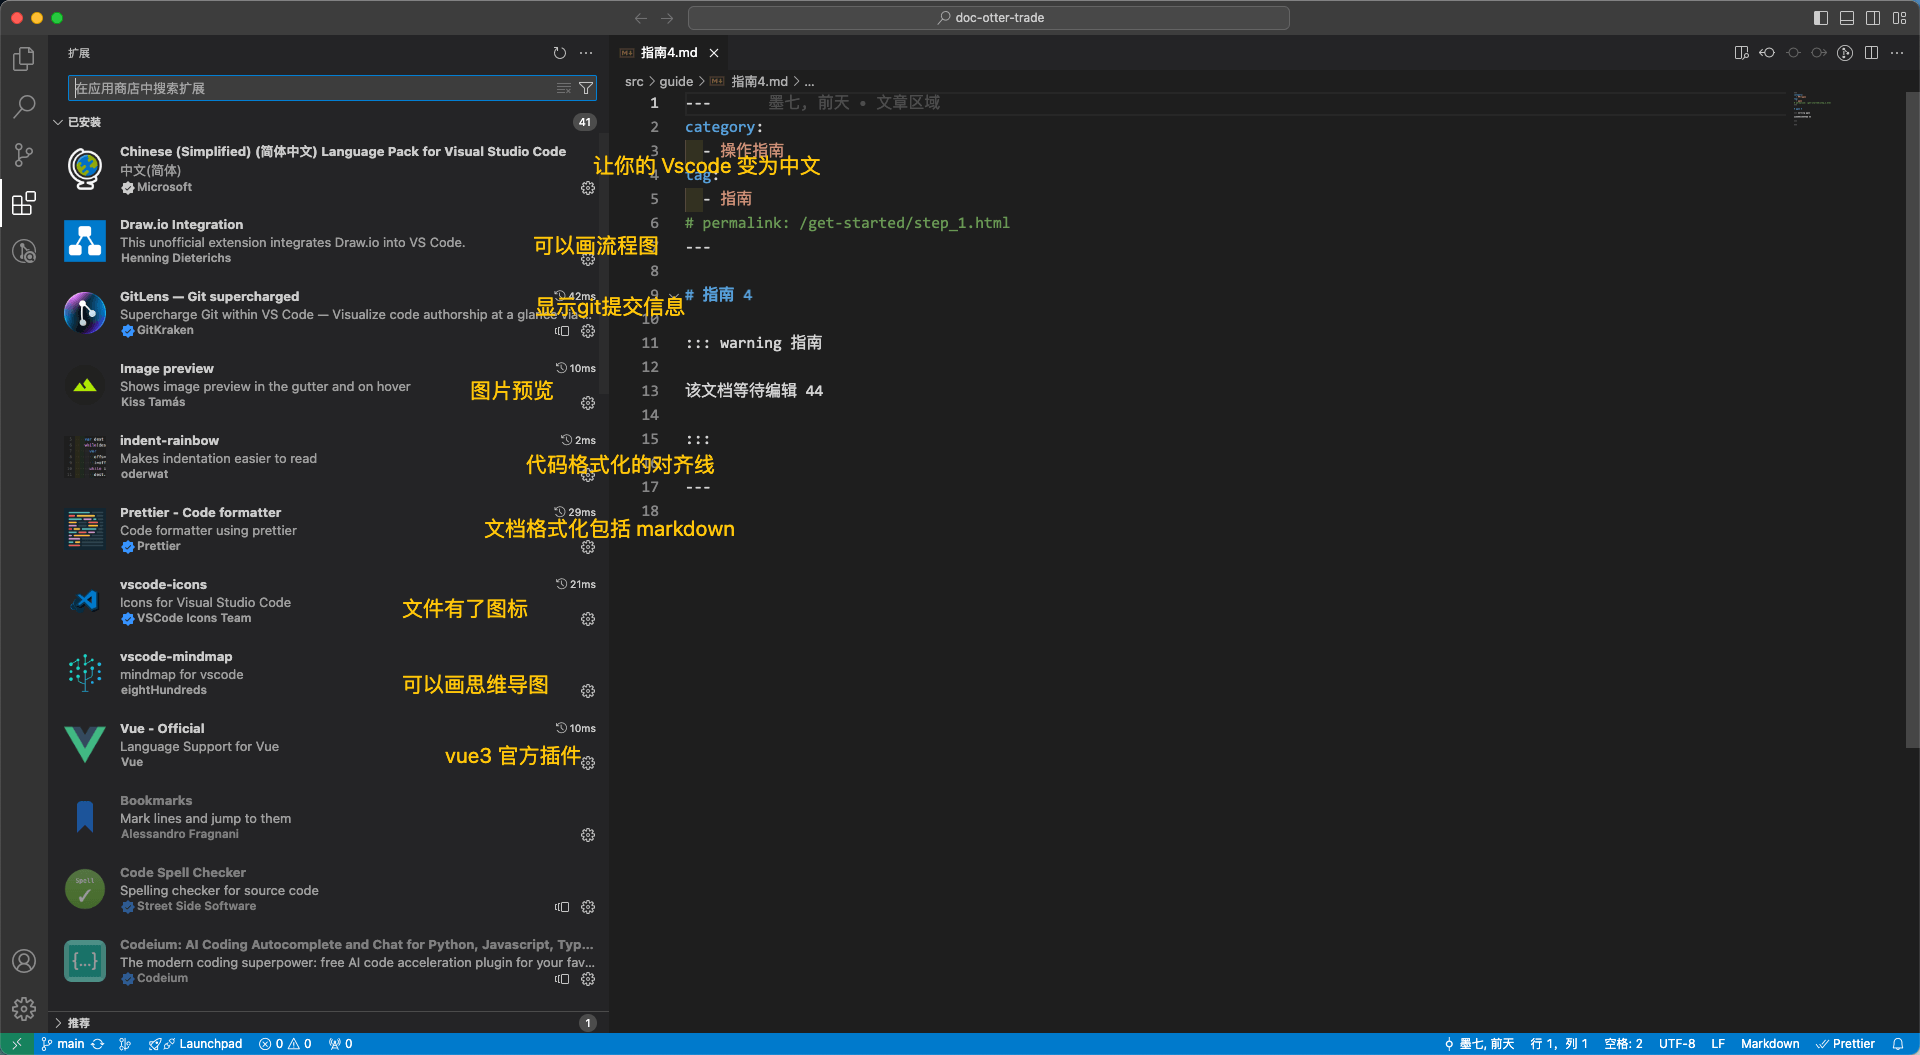 doc-otter-trade
扩展
在应用商店中搜索扩展
已安装
41
Chinese (Simplified) (简体中文) Language Pack for Visual Studio Code
中文(简体)
Microsoft
让你的 Vscode 变为中文
Draw.io Integration
This unofficial extension integrates Draw.io into VS Code.
Henning Dieterichs
可以画流程图
GitLens — Git supercharged
42ms
Supercharge Git within VS Code — Visualize code authorship at a glance via ...
GitKraken
显示git提交信息
Image preview
10ms
Shows image preview in the gutter and on hover
Kiss Tamás
图片预览
indent-rainbow
2ms
Makes indentation easier to read
oderwat
代码格式化的对齐线
Prettier - Code formatter
29ms
Code formatter using prettier
Prettier
文档格式化包括 markdown
vscode-icons
21ms
Icons for Visual Studio Code
VSCode Icons Team
文件有了图标
vscode-mindmap
mindmap for vscode
eightHundreds
可以画思维导图
Vue - Official
10ms
Language Support for Vue
Vue
vue3 官方插件
Bookmarks
Mark lines and jump to them
Alessandro Fragnani
Code Spell Checker
Spelling checker for source code
Street Side Software
Codeium: AI Coding Autocomplete and Chat for Python, Javascript, Typ...
The modern coding superpower: free AI code acceleration plugin for your fav...
Codeium
推荐
1
指南4.md
src > guide > 指南4.md > ...
1 --- 墨七, 前天 • 文章区域
2 category:
3 - 操作指南
4 tag:
5 - 指南
6 # permalink: /get-started/step_1.html
---
8
9 # 指南 4
10
11 ::: warning 指南
12
13 该文档等待编辑 44
14
15 :::
17 ---
18
main
Launchpad
0 0
0
墨七, 前天
行 1, 列 1
空格: 2
UTF-8
LF
Markdown
Prettier